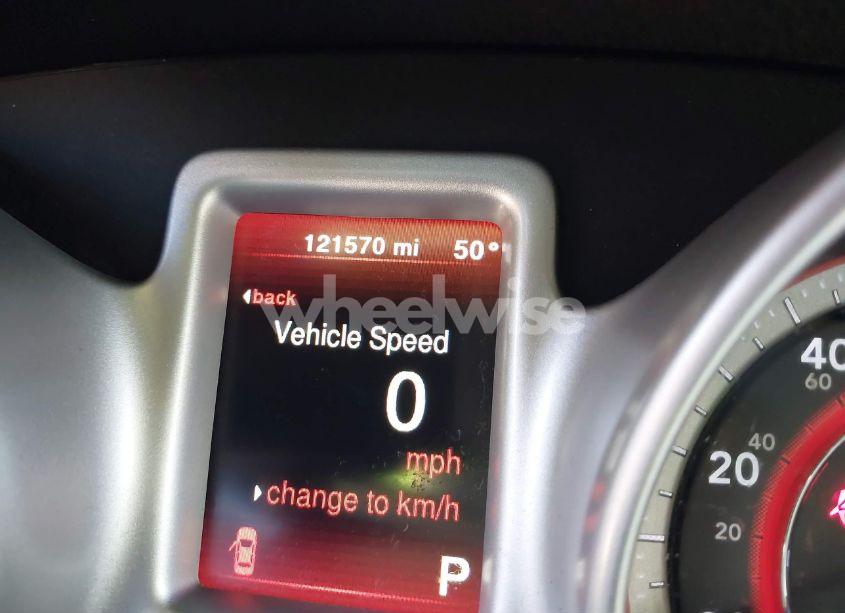 121570 mi 50°
back
wheelwise
Vehicle Speed
0
mph
change to km/h
P
40
60
20
40
20